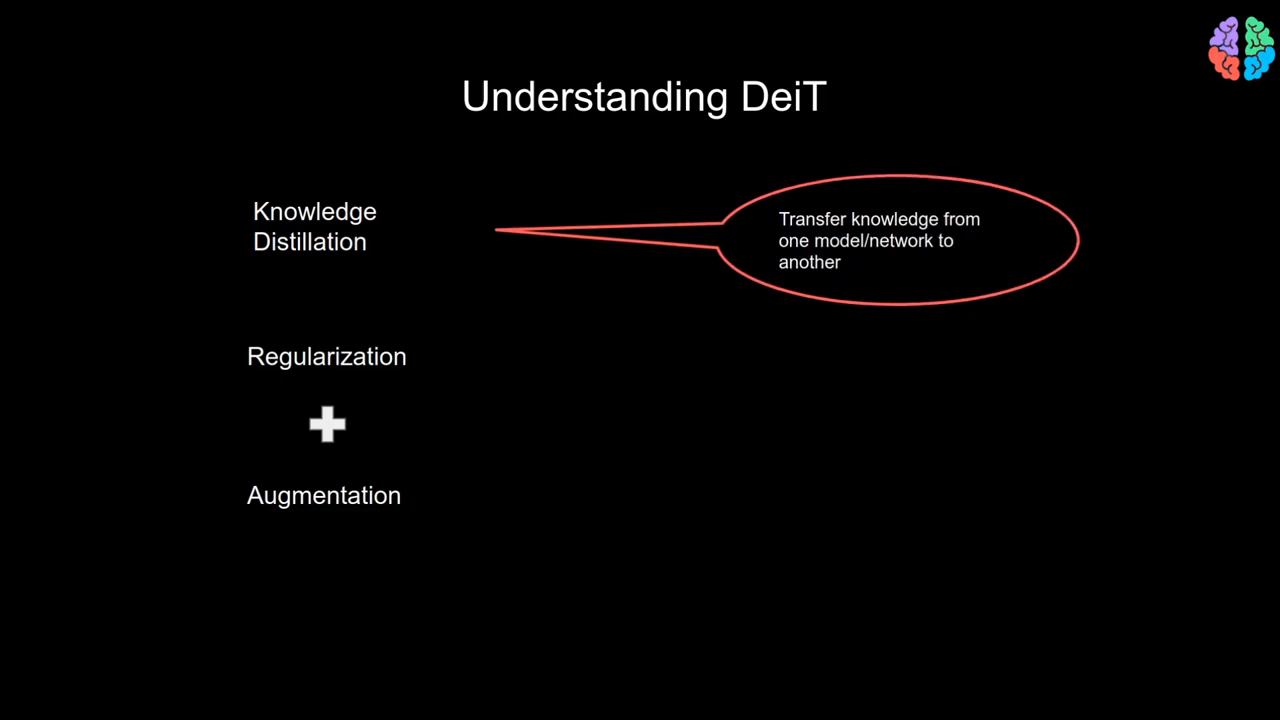 Understanding DeiT
Knowledge
Distillation
Transfer knowledge from
one model/network to
another
Regularization
Augmentation